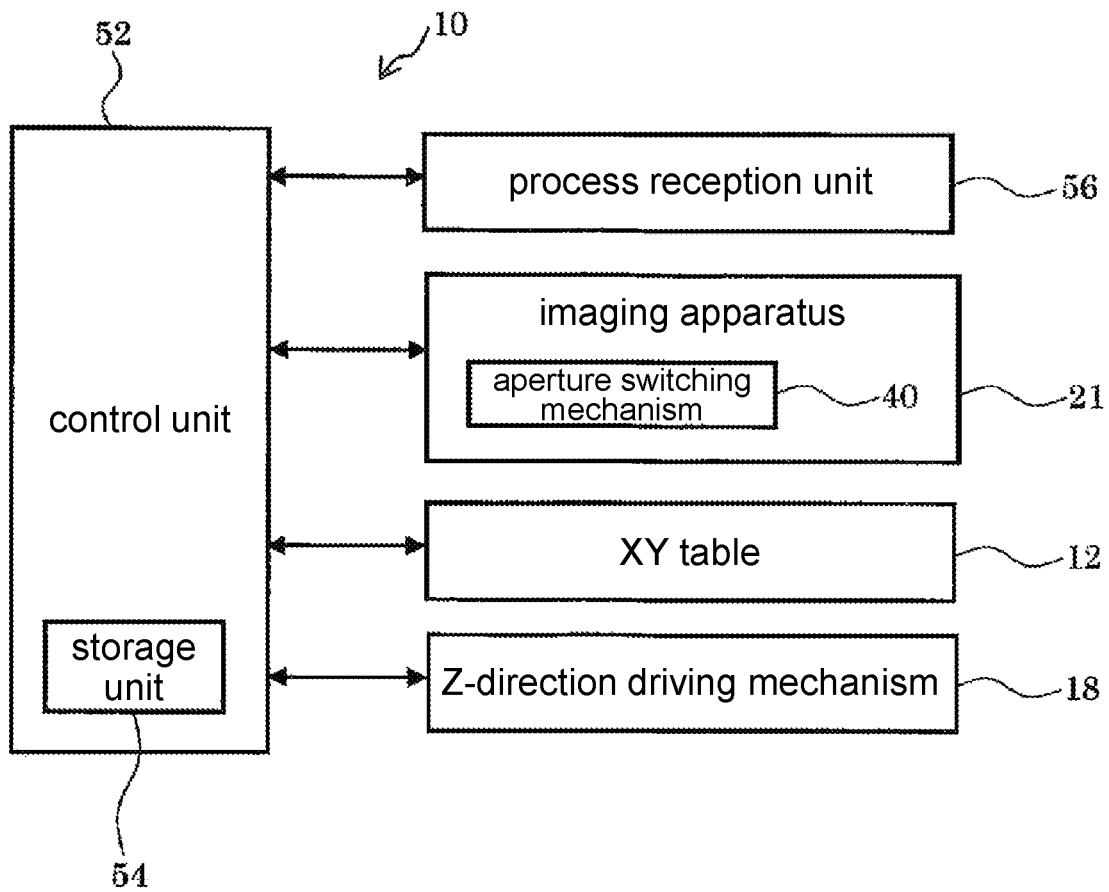 52
10
process reception unit
56
imaging apparatus
aperture switching
mechanism
40
21
control unit
XY table
12
storage
unit
Z-direction driving mechanism
18
54